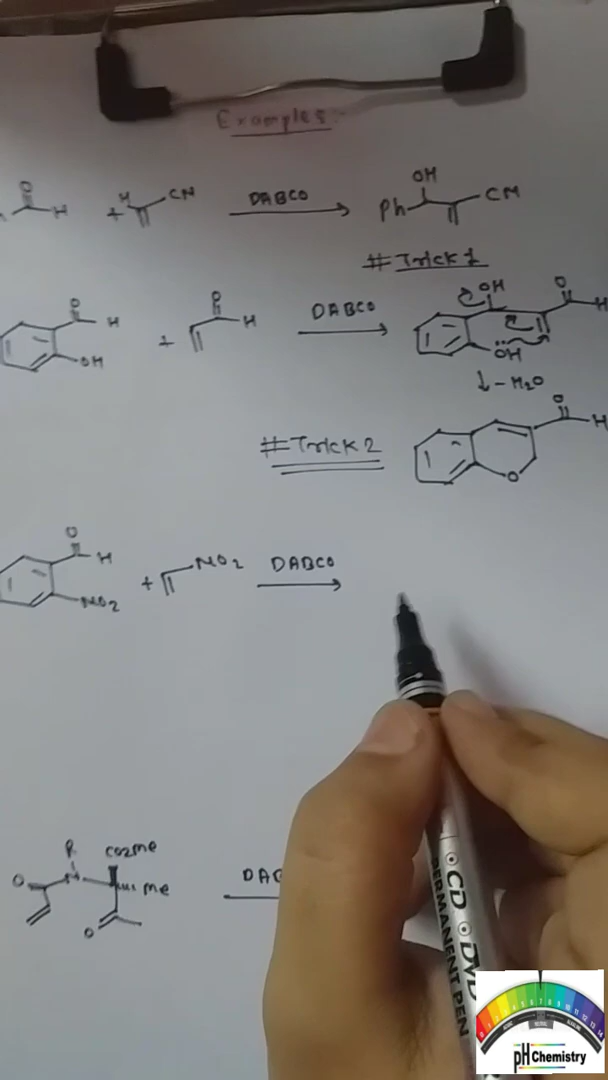 Examples:-
O
H + H CN DABCO OH Ph CN
# Trick 1
O H OH + O H DABCO OH O H OH
↓ - H2O
# Trick 2 O H O
O H NO2 + NO2 DABCO
R CO2Me
O N Me DAB
O
CD DVD
PERMANENT PEN
pH Chemistry